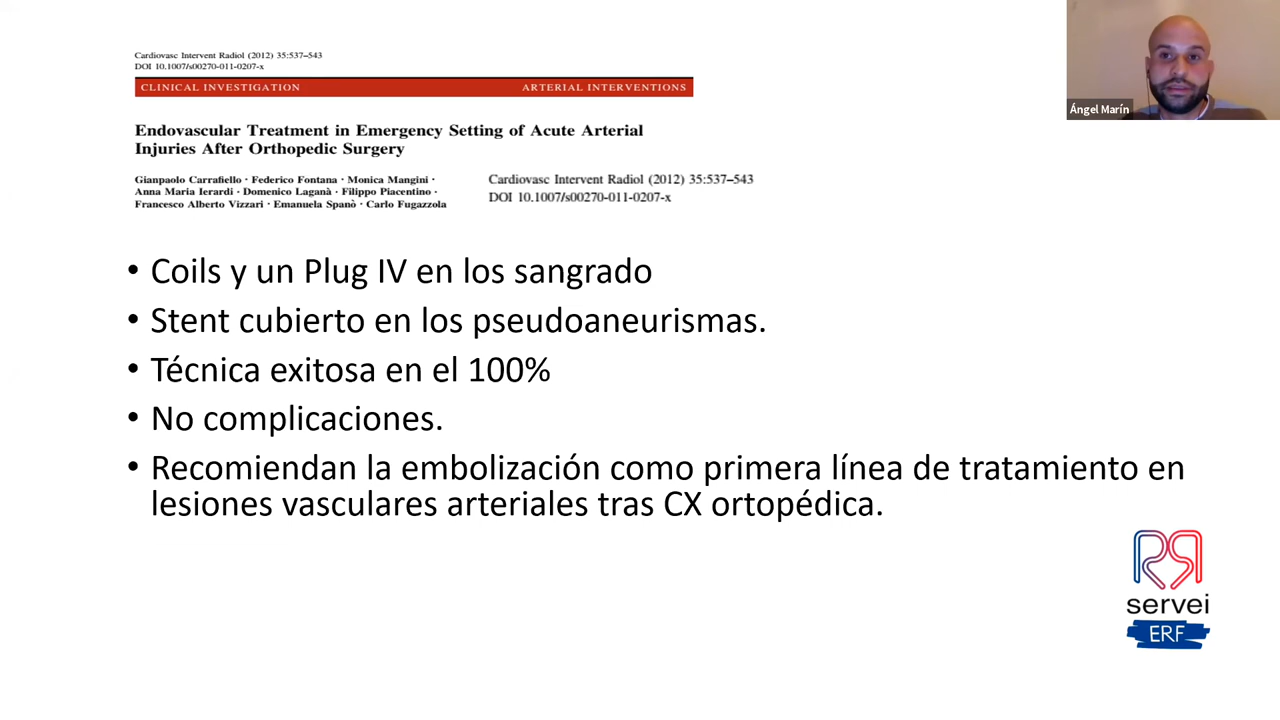 Cardiovasc Intervent Radiol (2012) 35:537–543
DOI 10.1007/s00270-011-0207-x
CLINICAL INVESTIGATION ARTERIAL INTERVENTIONS
Endovascular Treatment in Emergency Setting of Acute Arterial
Injuries After Orthopedic Surgery
Gianpaolo Carrafiello · Federico Fontana · Monica Mangini ·
Anna Maria Ierardi · Domenico Laganà · Filippo Piacentino ·
Francesco Alberto Vizzari · Emanuela Spanò · Carlo Fugazzola
Cardiovasc Intervent Radiol (2012) 35:537–543
DOI 10.1007/s00270-011-0207-x
Ángel Marín
• Coils y un Plug IV en los sangrado
• Stent cubierto en los pseudoaneurismas.
• Técnica exitosa en el 100%
• No complicaciones.
• Recomiendan la embolización como primera línea de tratamiento en
lesiones vasculares arteriales tras CX ortopédica.
servei
ERF